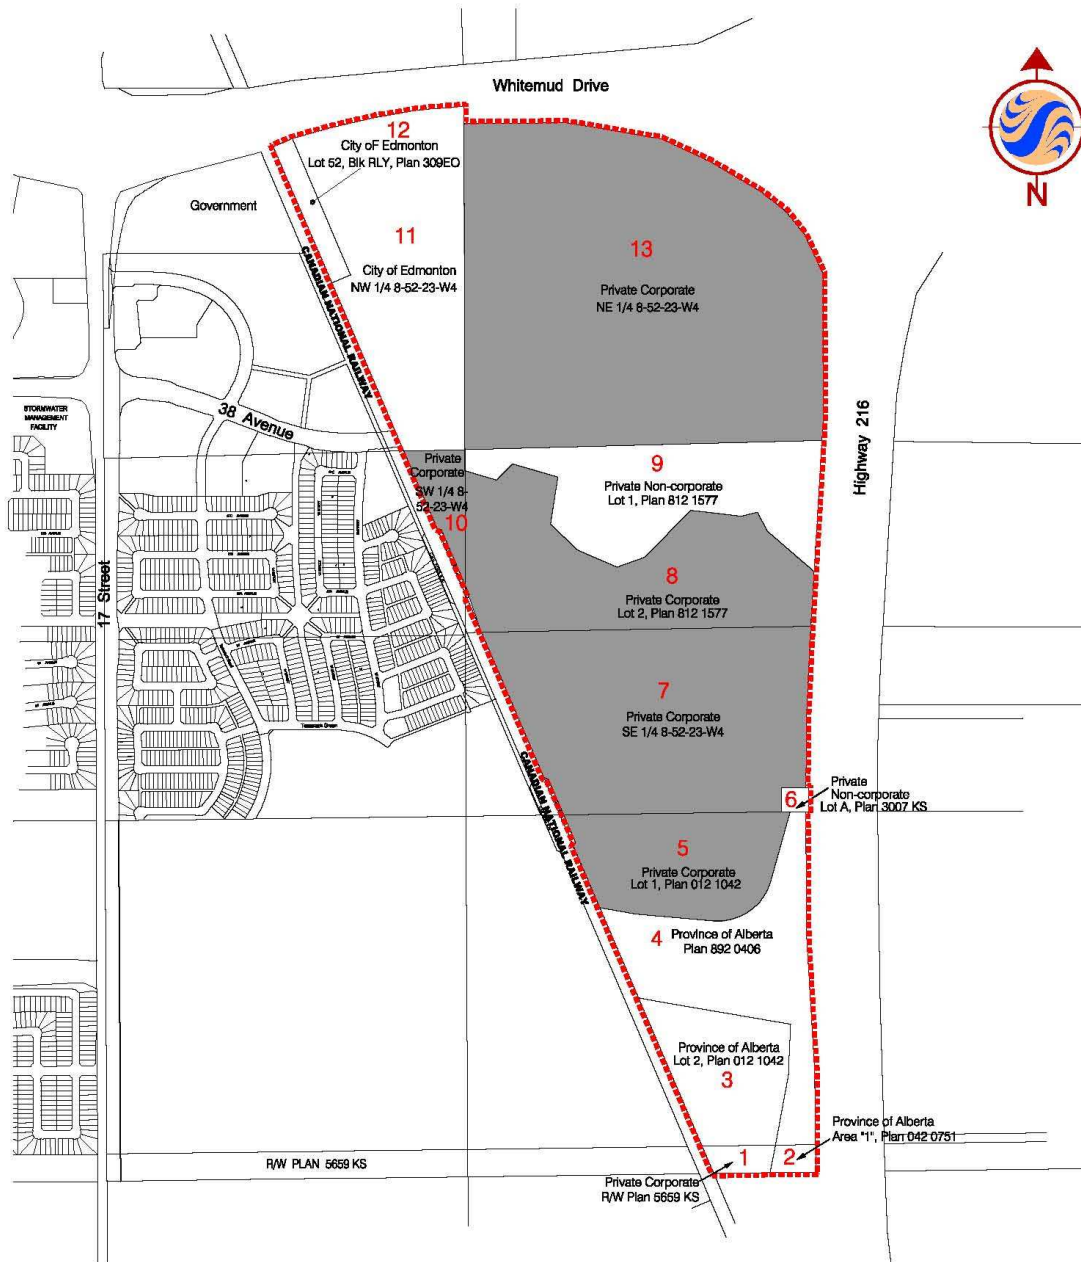 Whitemud Drive
12
City of Edmonton
Lot 52, Blk RLY, Plan 309EO
N
Government
11
City of Edmonton
NW 1/4 8-52-23-W4
13
Private Corporate
NE 1/4 8-52-23-W4
CANADIAN NATIONAL RAILWAY
STORMWATER
MANAGEMENT
FACILITY
38 Avenue
Highway 216
Private
Corporate
SW 1/4 8-
52-23-W4
10
9
Private Non-corporate
Lot 1, Plan 812 1577
8
Private Corporate
Lot 2, Plan 812 1577
17 Street
7
Private Corporate
SE 1/4 8-52-23-W4
CANADIAN NATIONAL RAILWAY
6
Private
Non-corporate
Lot A, Plan 3007 KS
5
Private Corporate
Lot 1, Plan 012 1042
4
Province of Alberta
Plan 892 0406
Province of Alberta
Lot 2, Plan 012 1042
3
Province of Alberta
Area "1", Plan 042 0751
1
2
R/W PLAN 5659 KS
Private Corporate
R/W Plan 5659 KS